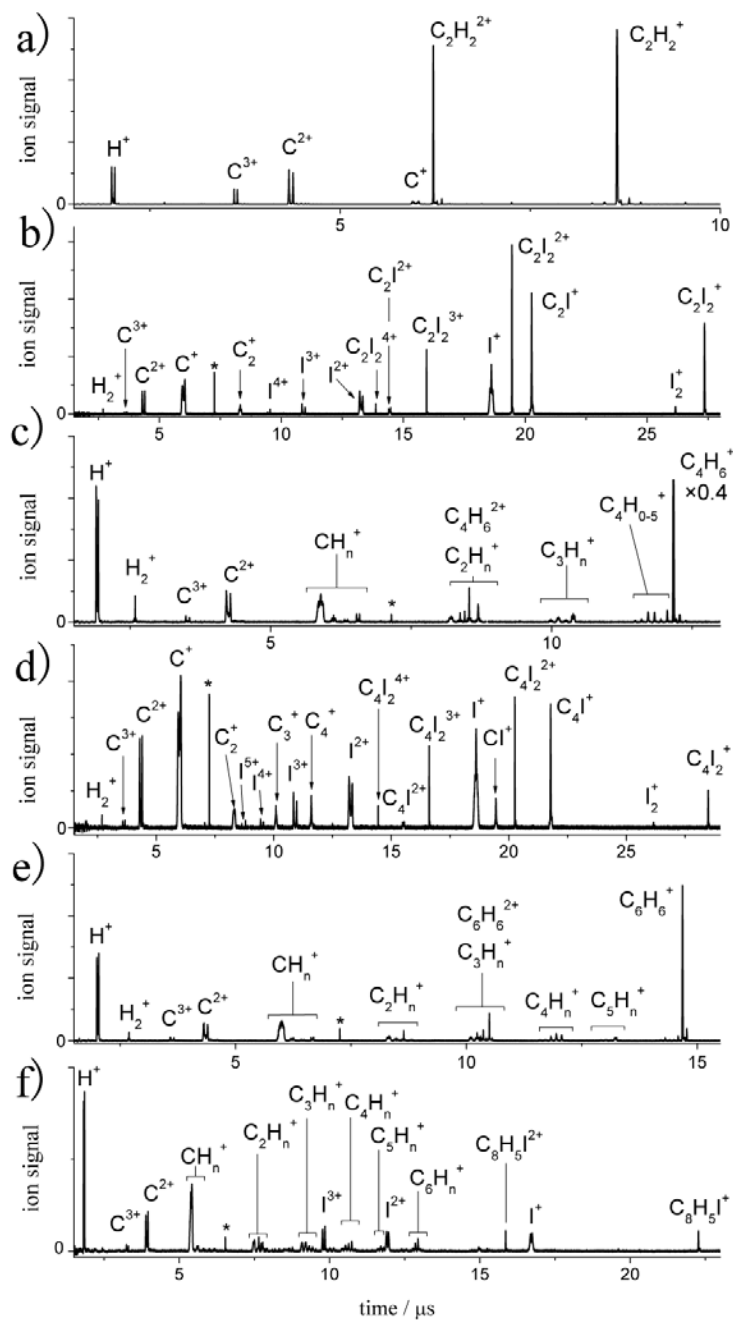 a)
ion signal
0
H⁺
C³⁺
C²⁺
C⁺
C₂H₂²⁺
C₂H₂⁺
5
10
b)
ion signal
0
H₂⁺
C³⁺
C²⁺
C⁺
*
C₂⁺
I⁴⁺
I³⁺
I²⁺
C₂I₂⁴⁺
C₂I²⁺
C₂I₂³⁺
I⁺
C₂I₂²⁺
C₂I⁺
I₂⁺
C₂I₂⁺
5
10
15
20
25
c)
ion signal
0
H⁺
H₂⁺
C³⁺
C²⁺
CHₙ⁺
*
C₄H₆²⁺
C₂Hₙ⁺
C₃Hₙ⁺
C₄H₀₋₅⁺
C₄H₆⁺
×0.4
5
10
d)
ion signal
0
H₂⁺
C³⁺
C²⁺
C⁺
*
C₂⁺
I⁵⁺
I⁴⁺
C₃⁺
I³⁺
C₄⁺
I²⁺
C₄I₂⁴⁺
C₄I²⁺
C₄I₂³⁺
I⁺
CI⁺
C₄I₂²⁺
C₄I⁺
I₂⁺
C₄I₂⁺
5
10
15
20
25
e)
ion signal
0
H⁺
H₂⁺
C³⁺
C²⁺
CHₙ⁺
*
C₂Hₙ⁺
C₆H₆²⁺
C₃Hₙ⁺
C₄Hₙ⁺
C₅Hₙ⁺
C₆H₆⁺
5
10
15
f)
ion signal
0
H⁺
C³⁺
C²⁺
CHₙ⁺
*
C₂Hₙ⁺
C₃Hₙ⁺
I³⁺
C₄Hₙ⁺
C₅Hₙ⁺
I²⁺
C₆Hₙ⁺
C₈H₅I²⁺
I⁺
C₈H₅I⁺
5
10
15
20
time / μs